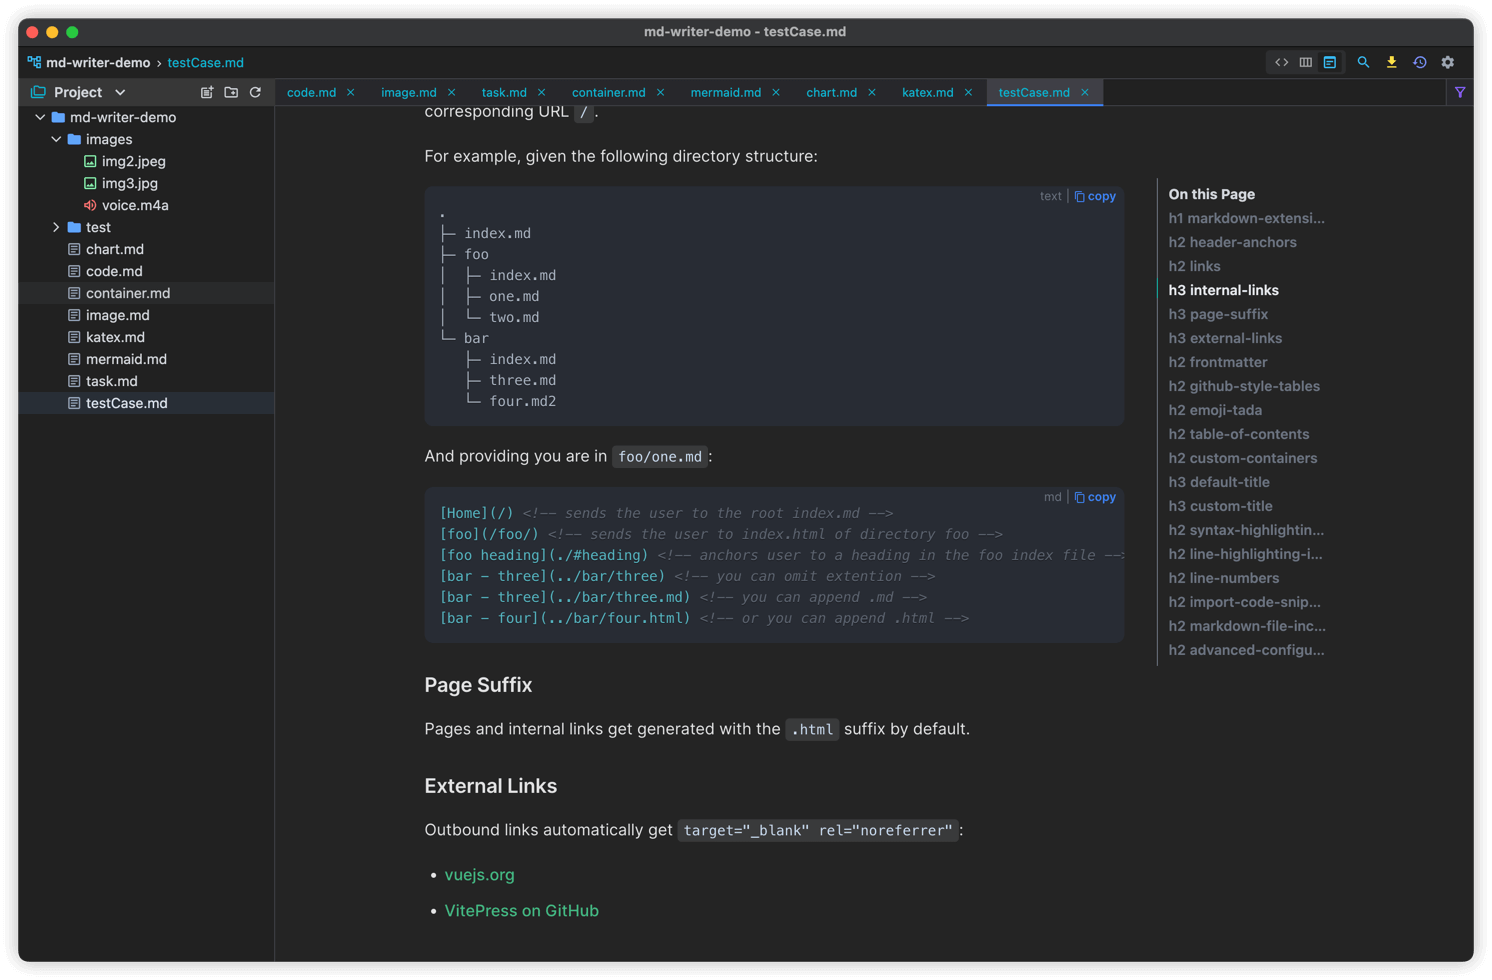 md-writer-demo - testCase.md
md-writer-demo › testCase.md
Project
code.md × image.md × task.md × container.md × mermaid.md × chart.md × katex.md × testCase.md ×
md-writer-demo
images
img2.jpeg
img3.jpg
voice.m4a
test
chart.md
code.md
container.md
image.md
katex.md
mermaid.md
task.md
testCase.md
corresponding URL /.
For example, given the following directory structure:
text | copy
.
├─ index.md
├─ foo
│  ├─ index.md
│  ├─ one.md
│  └─ two.md
└─ bar
   ├─ index.md
   ├─ three.md
   └─ four.md2
And providing you are in foo/one.md:
md | copy
[Home](/) <!-- sends the user to the root index.md -->
[foo](/foo/) <!-- sends the user to index.html of directory foo -->
[foo heading](./#heading) <!-- anchors user to a heading in the foo index file -->
[bar - three](../bar/three) <!-- you can omit extention -->
[bar - three](../bar/three.md) <!-- you can append .md -->
[bar - four](../bar/four.html) <!-- or you can append .html -->
Page Suffix
Pages and internal links get generated with the .html suffix by default.
External Links
Outbound links automatically get target="_blank" rel="noreferrer":
• vuejs.org
• VitePress on GitHub
On this Page
h1 markdown-extensi...
h2 header-anchors
h2 links
h3 internal-links
h3 page-suffix
h3 external-links
h2 frontmatter
h2 github-style-tables
h2 emoji-tada
h2 table-of-contents
h2 custom-containers
h3 default-title
h3 custom-title
h2 syntax-highlightin...
h2 line-highlighting-i...
h2 line-numbers
h2 import-code-snip...
h2 markdown-file-inc...
h2 advanced-configu...